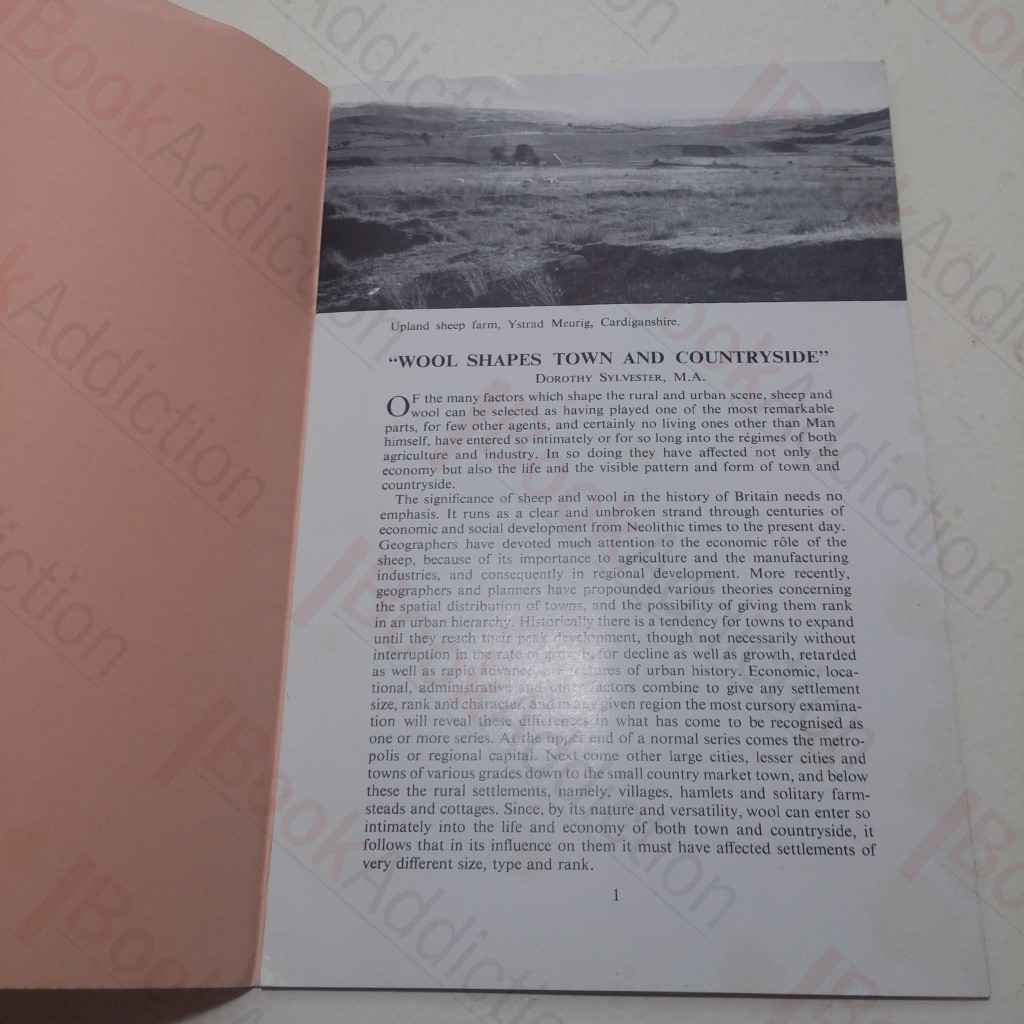 Upland sheep farm, Ystrad Meurig, Cardiganshire.
“WOOL SHAPES TOWN AND COUNTRYSIDE”
DOROTHY SYLVESTER, M.A.
OF the many factors which shape the rural and urban scene, sheep and
wool can be selected as having played one of the most remarkable
parts, for few other agents, and certainly no living ones other than Man
himself, have entered so intimately or for so long into the régimes of both
agriculture and industry. In so doing they have affected not only the
economy but also the life and the visible pattern and form of town and
countryside.
The significance of sheep and wool in the history of Britain needs no
emphasis. It runs as a clear and unbroken strand through centuries of
economic and social development from Neolithic times to the present day.
Geographers have devoted much attention to the economic rôle of the
sheep, because of its importance to agriculture and the manufacturing
industries, and consequently in regional development. More recently,
geographers and planners have propounded various theories concerning
the spatial distribution of towns, and the possibility of giving them rank
in an urban hierarchy. Historically there is a tendency for towns to expand
until they reach their peak development, though not necessarily without
interruption in the rate of growth, for decline as well as growth, retarded
as well as rapid advance, are features of urban history. Economic, loca-
tional, administrative and other factors combine to give any settlement
size, rank and character, and in any given region the most cursory examina-
tion will reveal these differences in what has come to be recognised as
one or more series. At the upper end of a normal series comes the metro-
polis or regional capital. Next come other large cities, lesser cities and
towns of various grades down to the small country market town, and below
these the rural settlements, namely, villages, hamlets and solitary farm-
steads and cottages. Since, by its nature and versatility, wool can enter so
intimately into the life and economy of both town and countryside, it
follows that in its influence on them it must have affected settlements of
very different size, type and rank.
1
BookAddiction